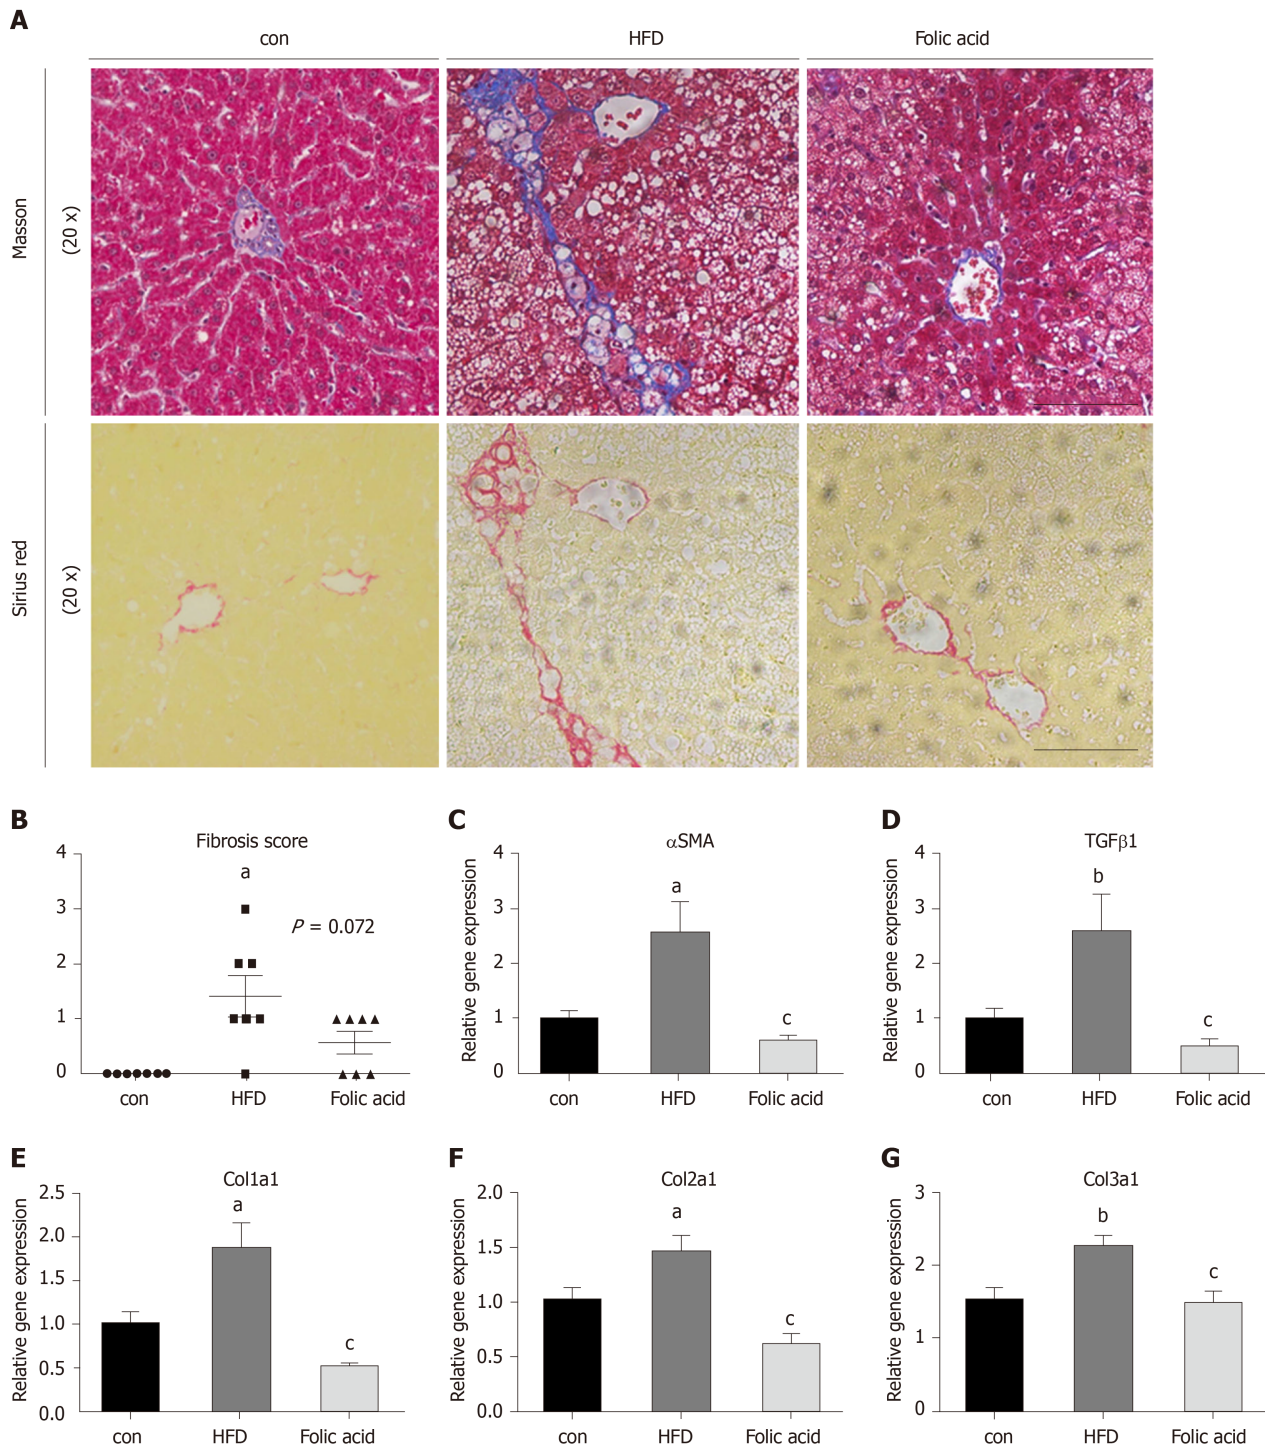 A
con HFD Folic acid
Masson
(20 x)
Sirius red
(20 x)
B
Fibrosis score
4
3
2
1
0
a
P = 0.072
con HFD Folic acid
C
αSMA
Relative gene expression
4
3
2
1
0
a
c
con HFD Folic acid
D
TGFβ1
Relative gene expression
4
3
2
1
0
b
c
con HFD Folic acid
E
Col1a1
Relative gene expression
2.5
2.0
1.5
1.0
0.5
0.0
a
c
con HFD Folic acid
F
Col2a1
Relative gene expression
2.0
1.5
1.0
0.5
0.0
a
c
con HFD Folic acid
G
Col3a1
Relative gene expression
3
2
1
0
b
c
con HFD Folic acid